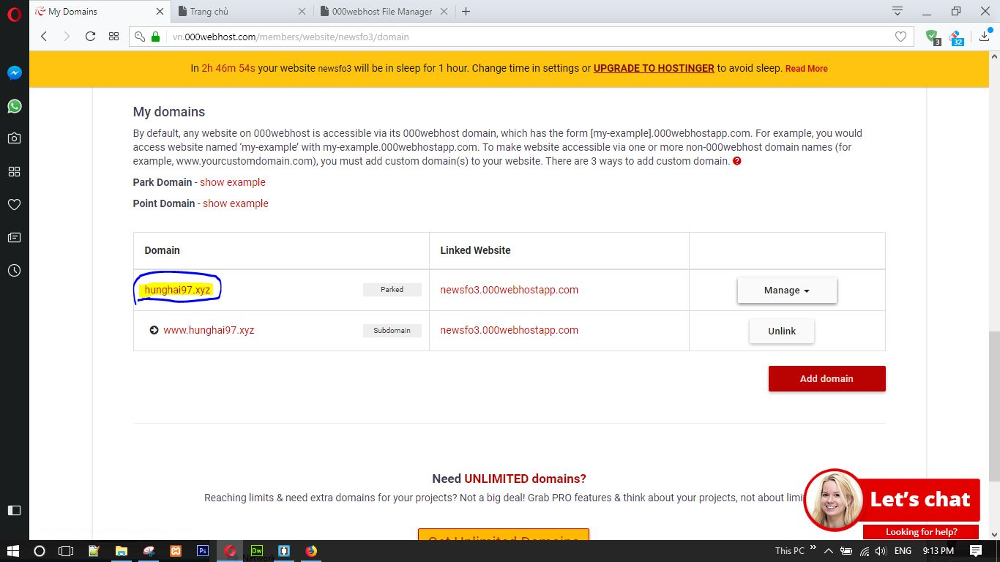 My Domains
Trang chủ
000webhost File Manager
vn.000webhost.com/members/website/newsfo3/domain
3
32
In 2h 46m 54s your website newsfo3 will be in sleep for 1 hour. Change time in settings or UPGRADE TO HOSTINGER to avoid sleep. Read More
My domains
By default, any website on 000webhost is accessible via its 000webhost domain, which has the form [my-example].000webhostapp.com. For example, you would
access website named ‘my-example’ with my-example.000webhostapp.com. To make website accessible via one or more non-000webhost domain names (for
example, www.yourcustomdomain.com), you must add custom domain(s) to your website. There are 3 ways to add custom domain. ?
Park Domain - show example
Point Domain - show example
Domain
Linked Website
hunghai97.xyz
Parked
newsfo3.000webhostapp.com
Manage
www.hunghai97.xyz
Subdomain
newsfo3.000webhostapp.com
Unlink
Add domain
Need UNLIMITED domains?
Reaching limits & need extra domains for your projects? Not a big deal! Grab PRO features & think about your projects, not about limi
Let's chat
Looking for help?
Get Unlimited Domains
Ps
Dw
Network
This PC
ENG
9:13 PM